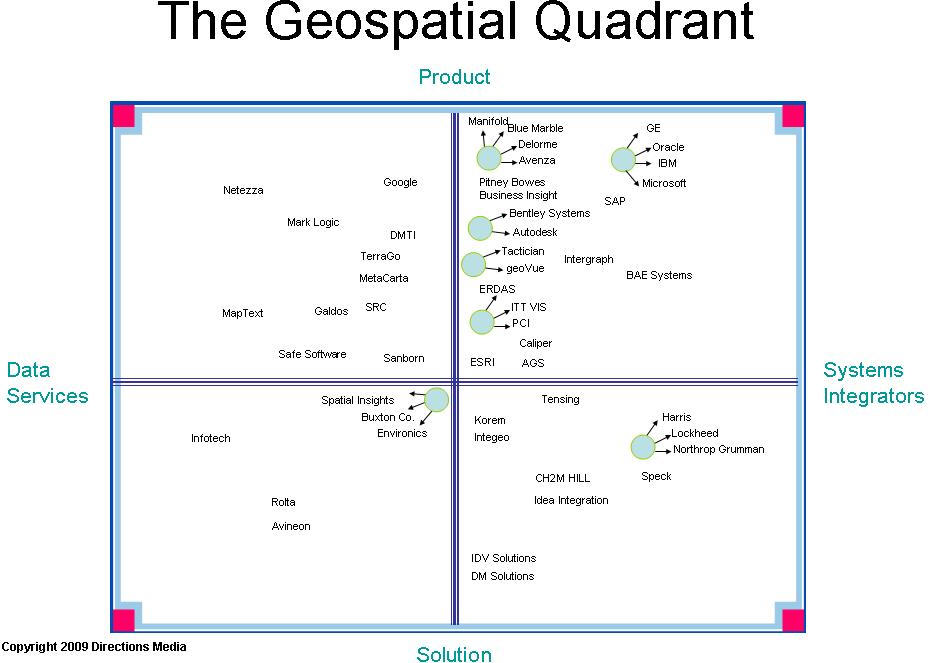 The Geospatial Quadrant
Product
Manifold
Blue Marble
Delorme
Avenza
GE
Oracle
IBM
Microsoft
Google
Netezza
Pitney Bowes
Business Insight
SAP
Mark Logic
DMTI
Bentley Systems
Autodesk
TerraGo
MetaCarta
Tactician
geoVue
Intergraph
BAE Systems
ERDAS
ITT VIS
PCI
MapText
Galdos
SRC
Caliper
Safe Software
Sanborn
ESRI
AGS
Data
Services
Systems
Integrators
Spatial Insights
Buxton Co.
Environics
Infotech
Tensing
Korem
Integeo
Harris
Lockheed
Northrop Grumman
CH2M HILL
Speck
Idea Integration
Rolta
Avineon
IDV Solutions
DM Solutions
Copyright 2009 Directions Media
Solution